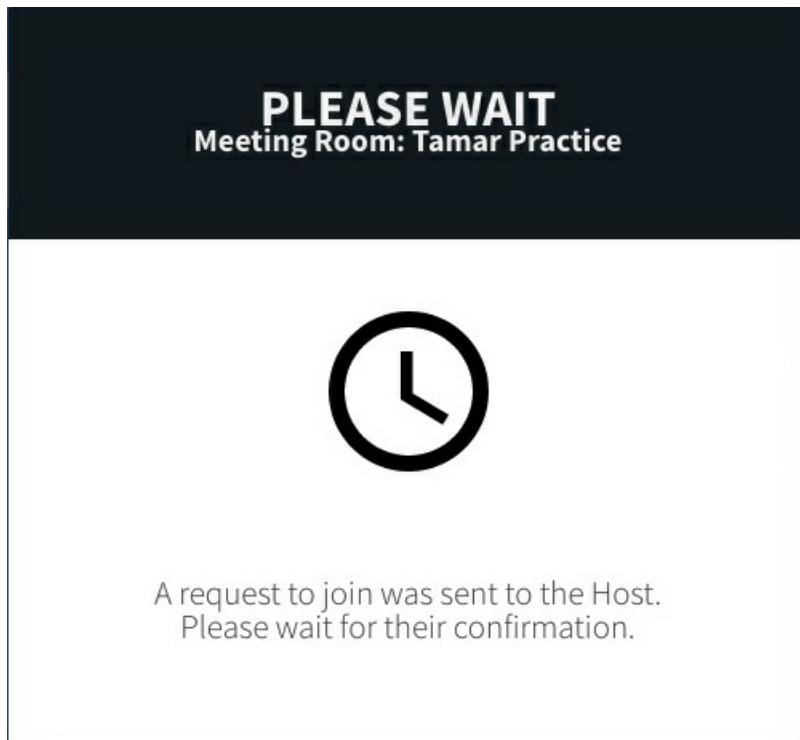 PLEASE WAIT
Meeting Room: Tamar Practice
A request to join was sent to the Host.
Please wait for their confirmation.